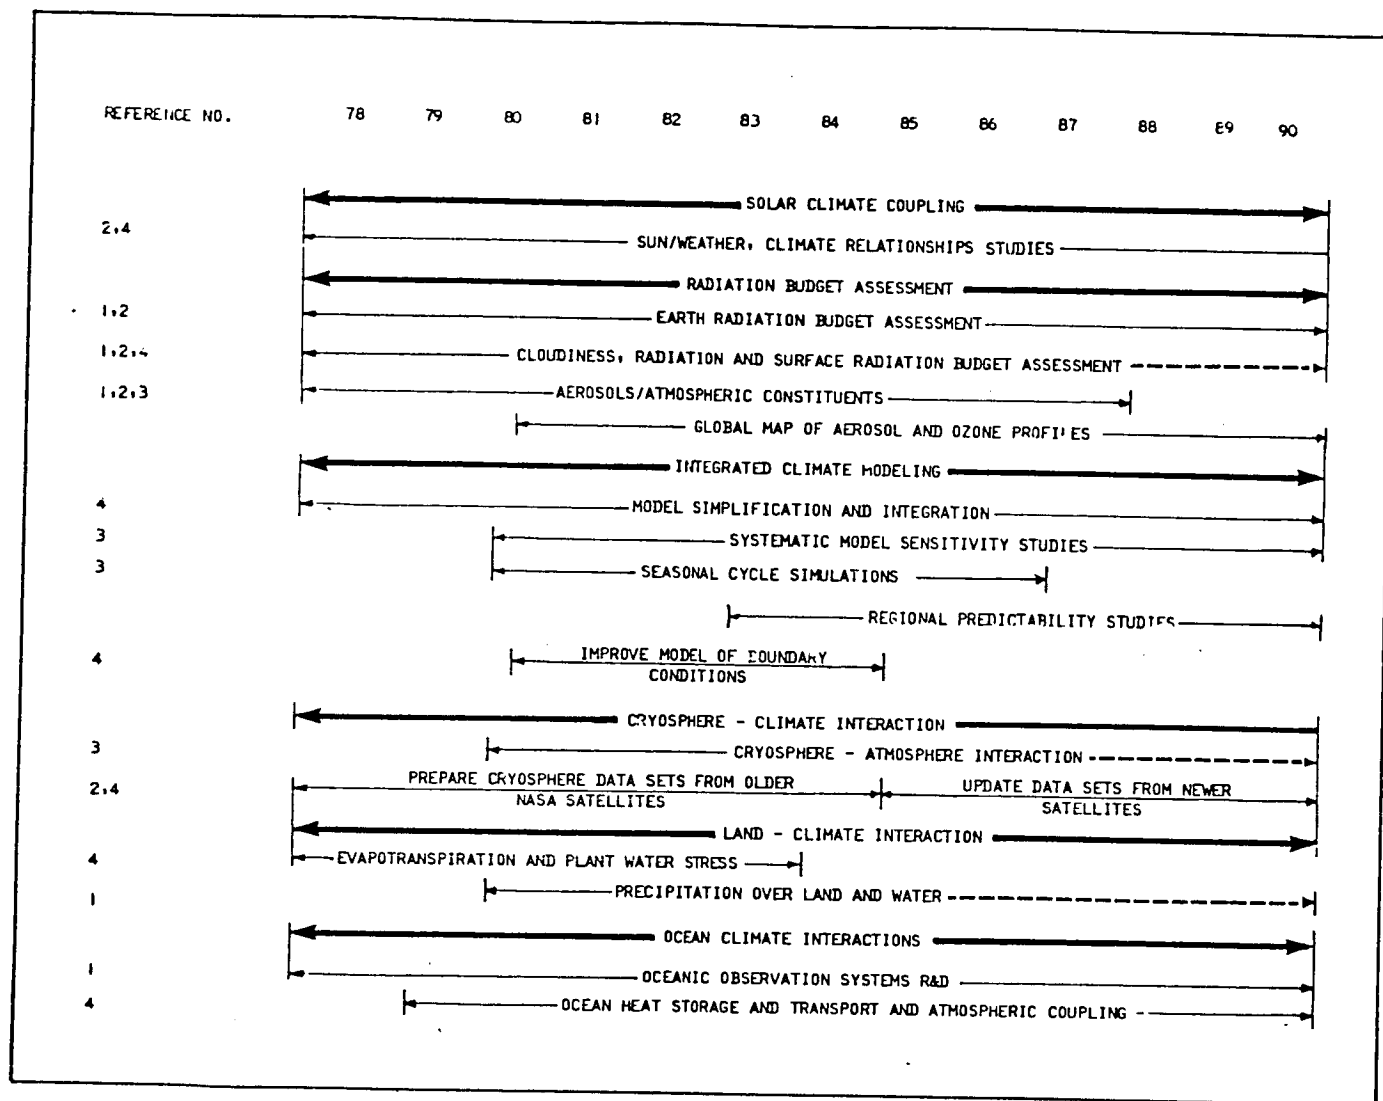 REFERENCE NO. 78 79 80 81 82 83 84 85 86 87 88 89 90
SOLAR CLIMATE COUPLING
2,4 SUN/WEATHER, CLIMATE RELATIONSHIPS STUDIES
RADIATION BUDGET ASSESSMENT
1,2 EARTH RADIATION BUDGET ASSESSMENT
1,2,4 CLOUDINESS, RADIATION AND SURFACE RADIATION BUDGET ASSESSMENT
1,2,3 AEROSOLS/ATMOSPHERIC CONSTITUENTS
GLOBAL MAP OF AEROSOL AND OZONE PROFILES
INTEGRATED CLIMATE MODELING
4 MODEL SIMPLIFICATION AND INTEGRATION
3 SYSTEMATIC MODEL SENSITIVITY STUDIES
3 SEASONAL CYCLE SIMULATIONS
REGIONAL PREDICTABILITY STUDIES
4 IMPROVE MODEL OF BOUNDARY
CONDITIONS
CRYOSPHERE - CLIMATE INTERACTION
3 CRYOSPHERE - ATMOSPHERE INTERACTION
2,4 PREPARE CRYOSPHERE DATA SETS FROM OLDER
NASA SATELLITES
UPDATE DATA SETS FROM NEWER
SATELLITES
LAND - CLIMATE INTERACTION
4 EVAPOTRANSPIRATION AND PLANT WATER STRESS
1 PRECIPITATION OVER LAND AND WATER
OCEAN CLIMATE INTERACTIONS
1 OCEANIC OBSERVATION SYSTEMS R&D
4 OCEAN HEAT STORAGE AND TRANSPORT AND ATMOSPHERIC COUPLING